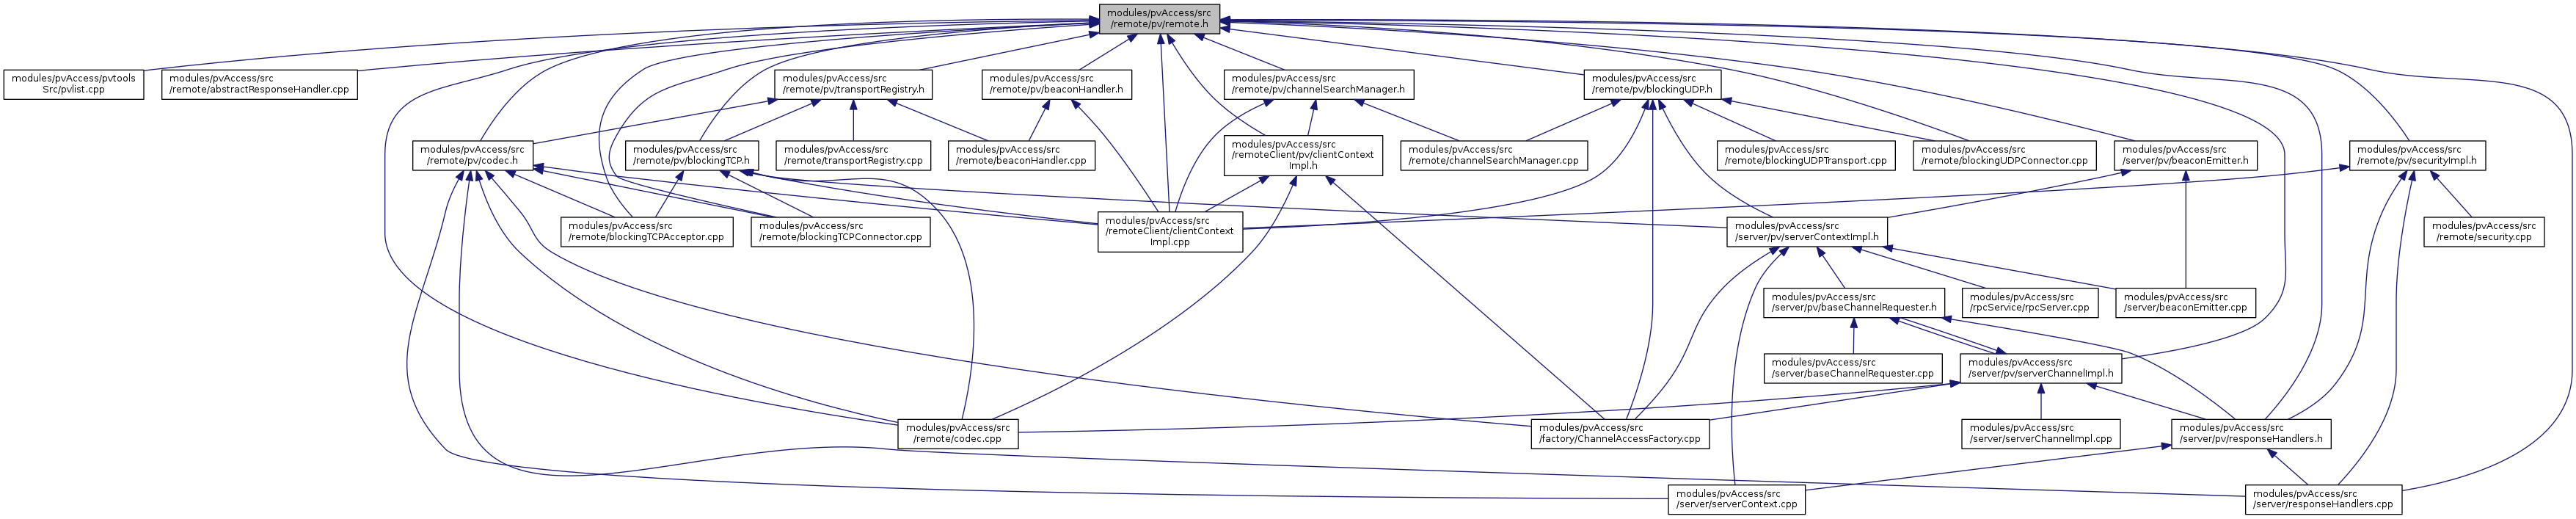 modules/pvAccess/src
/remote/pv/remote.h
modules/pvAccess/pvtools
Src/pvlist.cpp
modules/pvAccess/src
/remote/abstractResponseHandler.cpp
modules/pvAccess/src
/remote/pv/transportRegistry.h
modules/pvAccess/src
/remote/pv/beaconHandler.h
modules/pvAccess/src
/remote/pv/channelSearchManager.h
modules/pvAccess/src
/remote/pv/blockingUDP.h
modules/pvAccess/src
/remote/pv/codec.h
modules/pvAccess/src
/remote/pv/blockingTCP.h
modules/pvAccess/src
/remote/transportRegistry.cpp
modules/pvAccess/src
/remote/beaconHandler.cpp
modules/pvAccess/src
/remoteClient/pv/clientContext
Impl.h
modules/pvAccess/src
/remote/channelSearchManager.cpp
modules/pvAccess/src
/remote/blockingUDPTransport.cpp
modules/pvAccess/src
/remote/blockingUDPConnector.cpp
modules/pvAccess/src
/server/pv/beaconEmitter.h
modules/pvAccess/src
/remote/pv/securityImpl.h
modules/pvAccess/src
/remote/blockingTCPAcceptor.cpp
modules/pvAccess/src
/remote/blockingTCPConnector.cpp
modules/pvAccess/src
/remoteClient/clientContext
Impl.cpp
modules/pvAccess/src
/server/pv/serverContextImpl.h
modules/pvAccess/src
/remote/security.cpp
modules/pvAccess/src
/server/pv/baseChannelRequester.h
modules/pvAccess/src
/rpcService/rpcServer.cpp
modules/pvAccess/src
/server/beaconEmitter.cpp
modules/pvAccess/src
/server/baseChannelRequester.cpp
modules/pvAccess/src
/server/pv/serverChannelImpl.h
modules/pvAccess/src
/remote/codec.cpp
modules/pvAccess/src
/factory/ChannelAccessFactory.cpp
modules/pvAccess/src
/server/serverChannelImpl.cpp
modules/pvAccess/src
/server/pv/responseHandlers.h
modules/pvAccess/src
/server/serverContext.cpp
modules/pvAccess/src
/server/responseHandlers.cpp